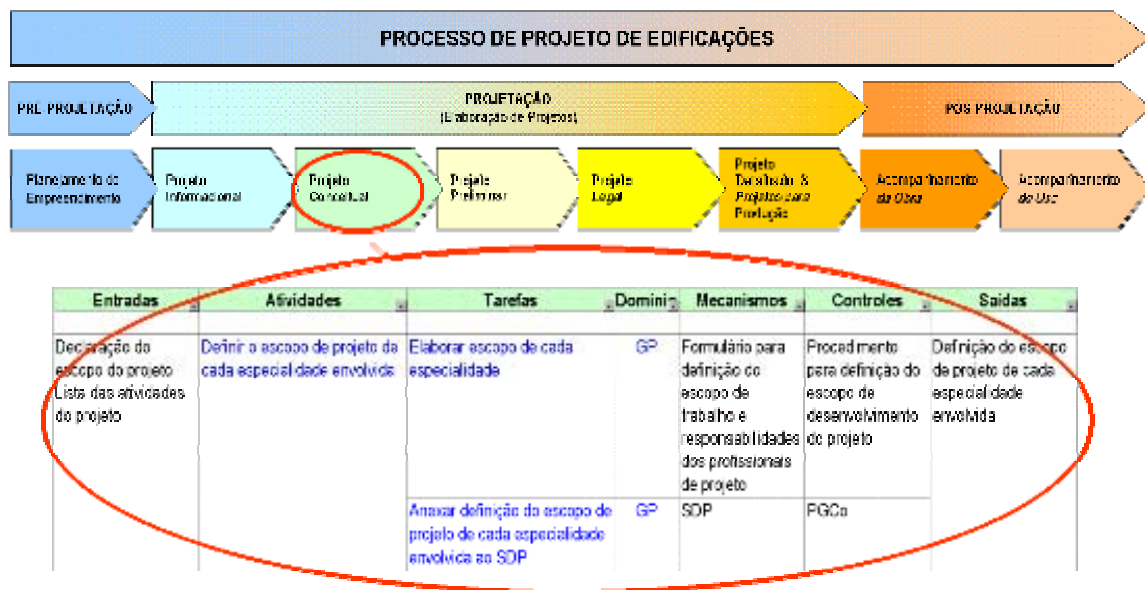 PROCESSO DE PROJETO DE EDIFICAÇÕES
PRÉ PROJETAÇÃO
PROJETAÇÃO
(Elaboração de Projetos)
PÓS PROJETAÇÃO
Planejamento do
Empreendimento
Projeto
Informacional
Projeto
Conceitual
Projeto
Preliminar
Projeto
Legal
Projeto
Detalhado &
Projetos para
Produção
Acompanhamento
da Obra
Acompanhamento
do Uso
Entradas
Atividades
Tarefas
Domíni
Mecanismos
Controles
Saídas
Declaração do
escopo do projeto
Lista das atividades
do projeto
Definir o escopo de projeto de
cada especialidade envolvida
Elaborar escopo de cada
especialidade
GP
Formulário para
definição do
escopo de
trabalho e
responsabilidades
dos profissionais
de projeto
Procedimento
para definição do
escopo de
desenvolvimento
do projeto
Definição do escopo
de projeto de cada
especialidade
envolvida
Anexar definição do escopo de
projeto de cada especialidade
envolvida ao SDP
GP
SDP
PGCo